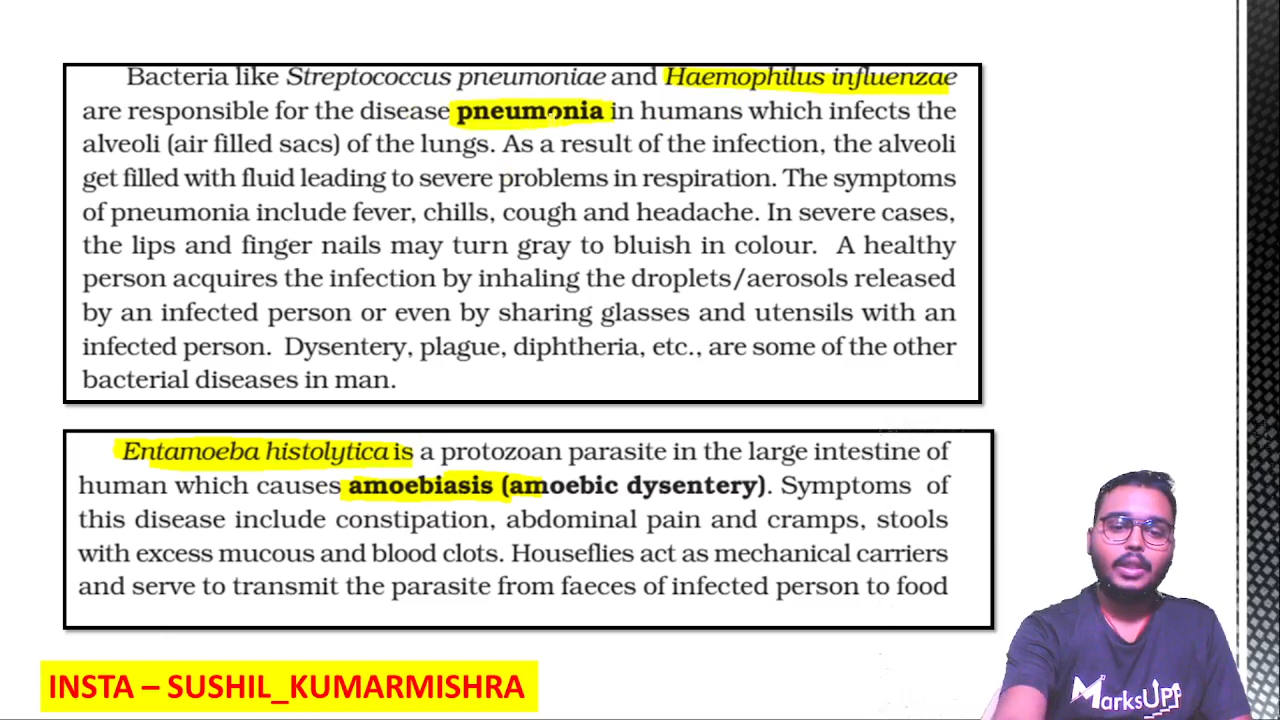 Bacteria like Streptococcus pneumoniae and Haemophilus influenzae
are responsible for the disease pneumonia in humans which infects the
alveoli (air filled sacs) of the lungs. As a result of the infection, the alveoli
get filled with fluid leading to severe problems in respiration. The symptoms
of pneumonia include fever, chills, cough and headache. In severe cases,
the lips and finger nails may turn gray to bluish in colour. A healthy
person acquires the infection by inhaling the droplets/aerosols released
by an infected person or even by sharing glasses and utensils with an
infected person. Dysentery, plague, diphtheria, etc., are some of the other
bacterial diseases in man.
Entamoeba histolytica is a protozoan parasite in the large intestine of
human which causes amoebiasis (amoebic dysentery). Symptoms of
this disease include constipation, abdominal pain and cramps, stools
with excess mucous and blood clots. Houseflies act as mechanical carriers
and serve to transmit the parasite from faeces of infected person to food
INSTA – SUSHIL_KUMARMISHRA
MarksUPP